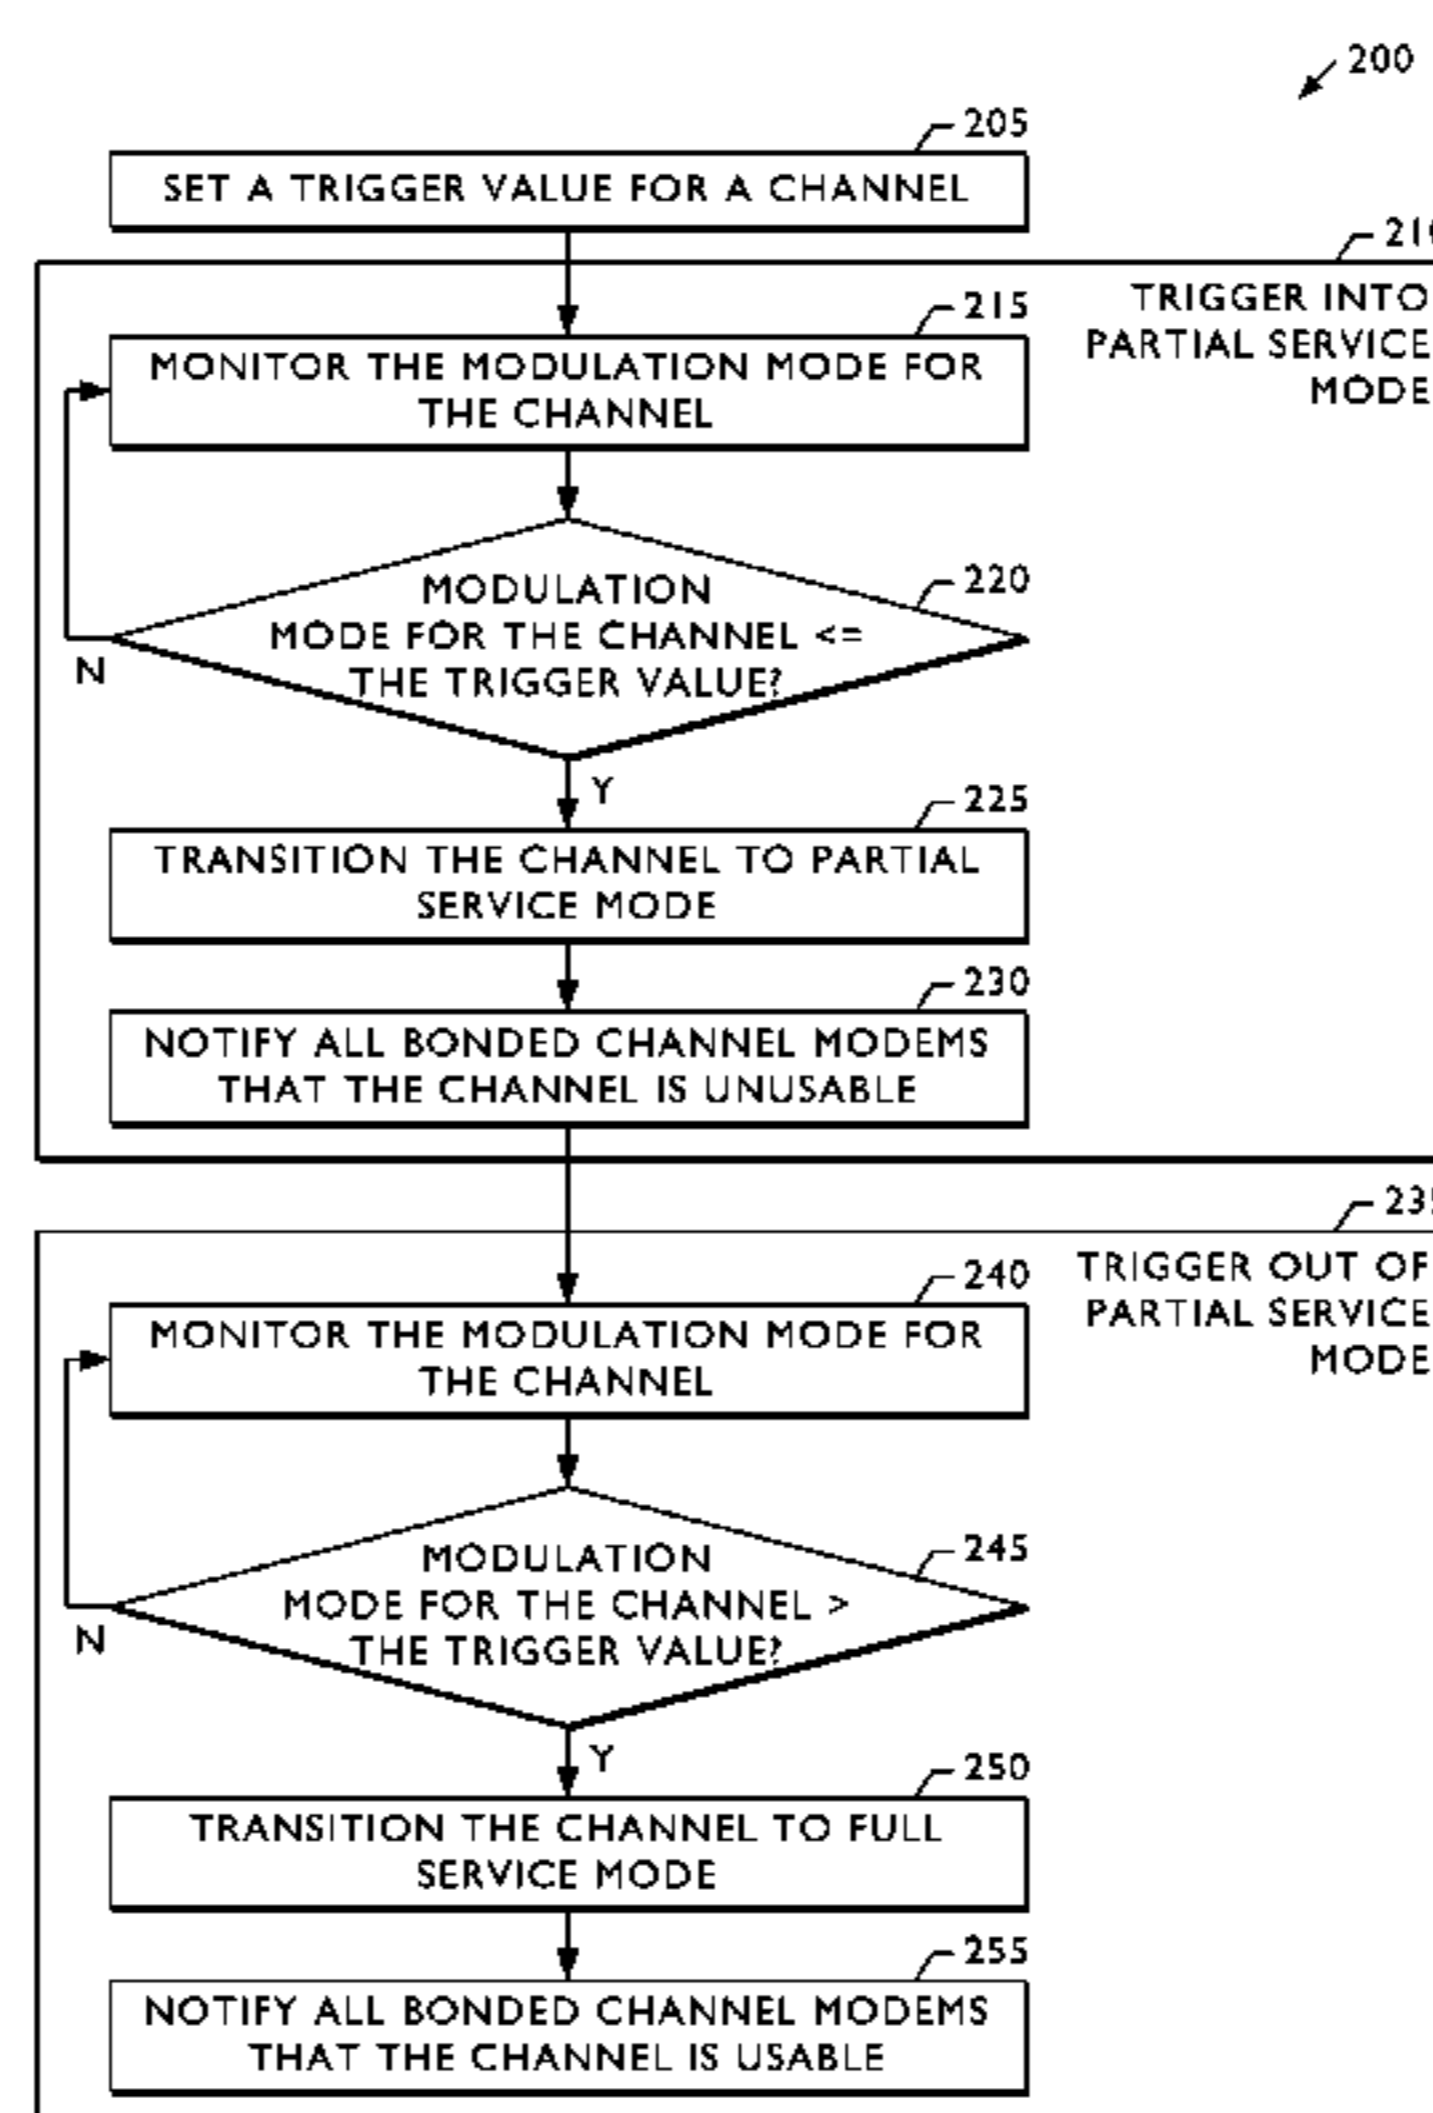 200
205
SET A TRIGGER VALUE FOR A CHANNEL
210
TRIGGER INTO
PARTIAL SERVICE
MODE
215
MONITOR THE MODULATION MODE FOR
THE CHANNEL
220
MODULATION
MODE FOR THE CHANNEL <=
THE TRIGGER VALUE?
N
Y
225
TRANSITION THE CHANNEL TO PARTIAL
SERVICE MODE
230
NOTIFY ALL BONDED CHANNEL MODEMS
THAT THE CHANNEL IS UNUSABLE
235
TRIGGER OUT OF
PARTIAL SERVICE
MODE
240
MONITOR THE MODULATION MODE FOR
THE CHANNEL
245
MODULATION
MODE FOR THE CHANNEL >
THE TRIGGER VALUE?
N
Y
250
TRANSITION THE CHANNEL TO FULL
SERVICE MODE
255
NOTIFY ALL BONDED CHANNEL MODEMS
THAT THE CHANNEL IS USABLE